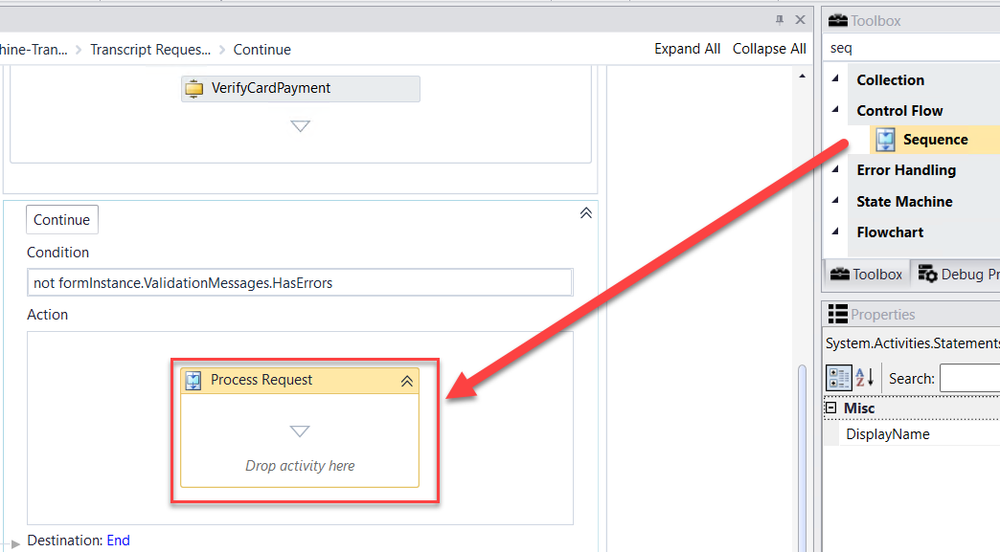 hine-Tran... > Transcript Reques... > Continue
Expand All Collapse All
VerifyCardPayment
Continue
Condition
not formInstance.ValidationMessages.HasErrors
Action
Process Request
Drop activity here
Destination: End
Toolbox
seq
Collection
Control Flow
Sequence
Error Handling
State Machine
Flowchart
Toolbox Debug Pr
Properties
System.Activities.Statements
AZ Search:
Misc
DisplayName